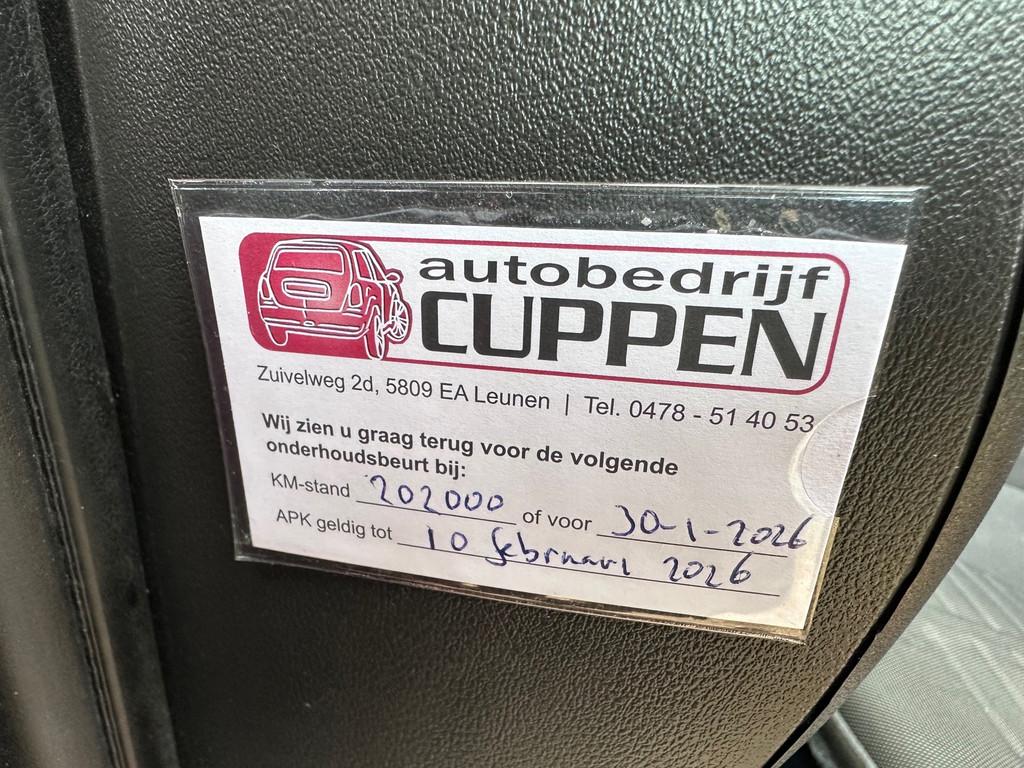 autobedrijf
CUPPEN
Zuivelweg 2d, 5809 EA Leunen | Tel. 0478 - 51 40 53
Wij zien u graag terug voor de volgende
onderhoudsbeurt bij:
KM-stand 202000 of voor 30-1-2026
APK geldig tot 10 februari 2026